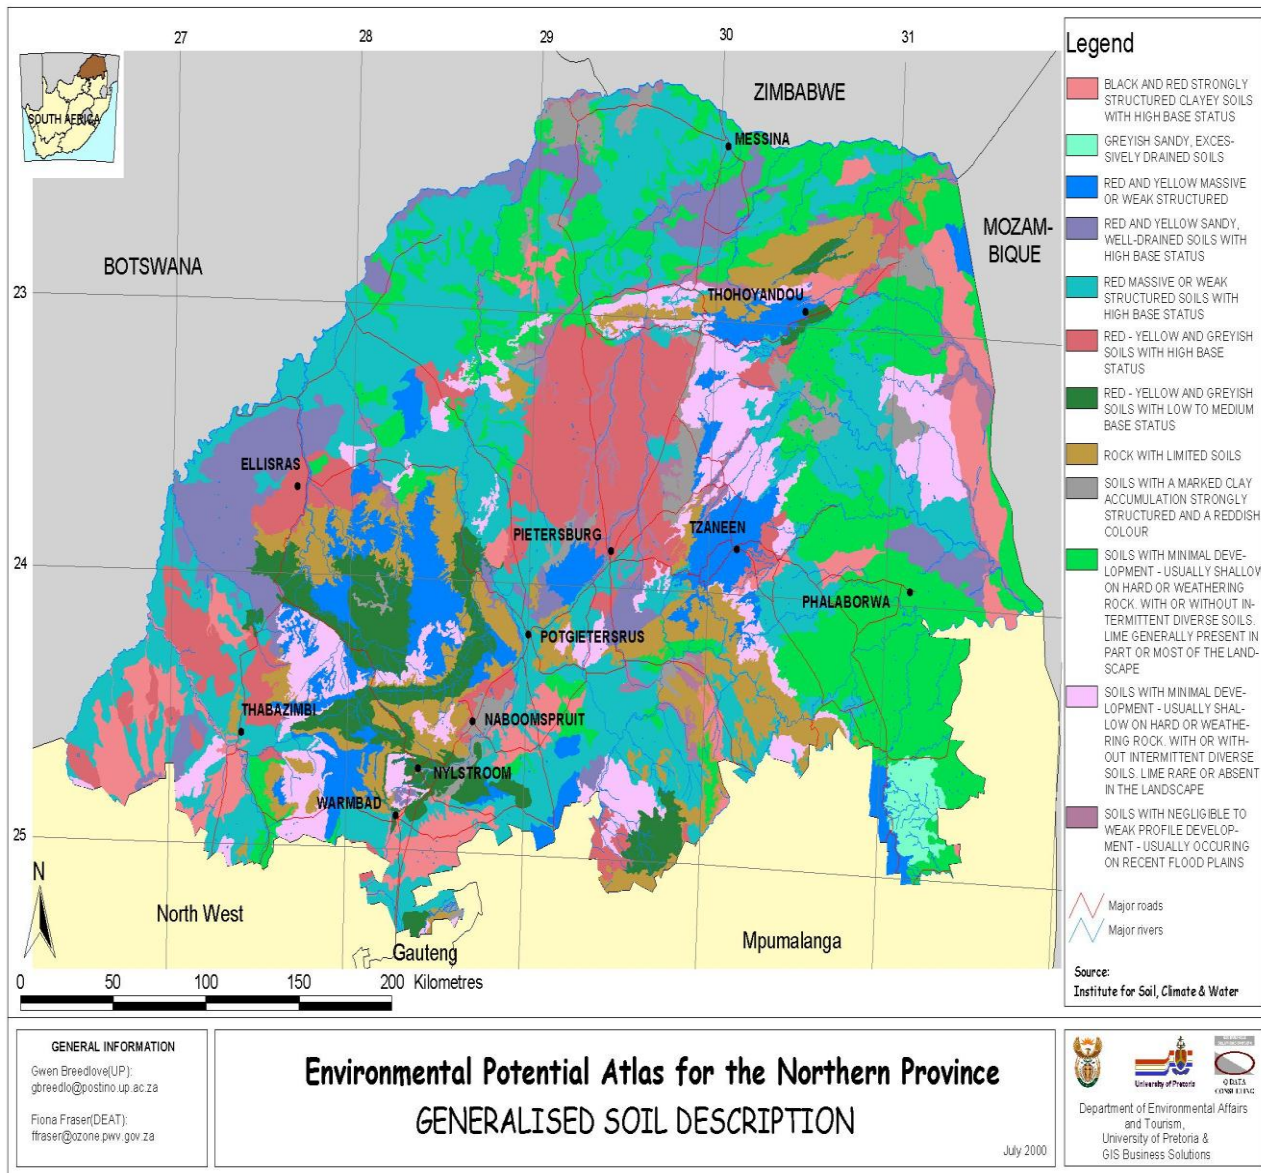 27
28
29
30
31
SOUTH AFRICA
ZIMBABWE
MESSINA
MOZAM-
BIQUE
BOTSWANA
23
THOHOYANDOU
ELLISRAS
PIETERSBURG
TZANEEN
24
PHALABORWA
POTGIETERSRUS
THABAZIMBI
NABOOMSPRUIT
NYLSTROOM
WARMBAD
25
N
North West
Gauteng
Mpumalanga
0 50 100 150 200 Kilometres
Legend
BLACK AND RED STRONGLY
STRUCTURED CLAYEY SOILS
WITH HIGH BASE STATUS
GREYISH SANDY, EXCES-
SIVELY DRAINED SOILS
RED AND YELLOW MASSIVE
OR WEAK STRUCTURED
RED AND YELLOW SANDY,
WELL-DRAINED SOILS WITH
HIGH BASE STATUS
RED MASSIVE OR WEAK
STRUCTURED SOILS WITH
HIGH BASE STATUS
RED - YELLOW AND GREYISH
SOILS WITH HIGH BASE
STATUS
RED - YELLOW AND GREYISH
SOILS WITH LOW TO MEDIUM
BASE STATUS
ROCK WITH LIMITED SOILS
SOILS WITH A MARKED CLAY
ACCUMULATION STRONGLY
STRUCTURED AND A REDDISH
COLOUR
SOILS WITH MINIMAL DEVE-
LOPMENT - USUALLY SHALLOW
ON HARD OR WEATHERING
ROCK. WITH OR WITHOUT IN-
TERMITTENT DIVERSE SOILS.
LIME GENERALLY PRESENT IN
PART OR MOST OF THE LAND-
SCAPE
SOILS WITH MINIMAL DEVE-
LOPMENT - USUALLY SHAL-
LOW ON HARD OR WEATHE-
RING ROCK. WITH OR WITH-
OUT INTERMITTENT DIVERSE
SOILS. LIME RARE OR ABSENT
IN THE LANDSCAPE
SOILS WITH NEGLIGIBLE TO
WEAK PROFILE DEVELOP-
MENT - USUALLY OCCURING
ON RECENT FLOOD PLAINS
Major roads
Major rivers
Source:
Institute for Soil, Climate & Water
GENERAL INFORMATION
Gwen Breedlove(UP):
gbreedlo@postino.up.ac.za
Fiona Fraser(DEAT):
ffraser@ozone.pwv.gov.za
Environmental Potential Atlas for the Northern Province
GENERALISED SOIL DESCRIPTION
July 2000
University of Pretoria
Q DATA
CONSULTING
Department of Environmental Affairs
and Tourism,
University of Pretoria &
GIS Business Solutions